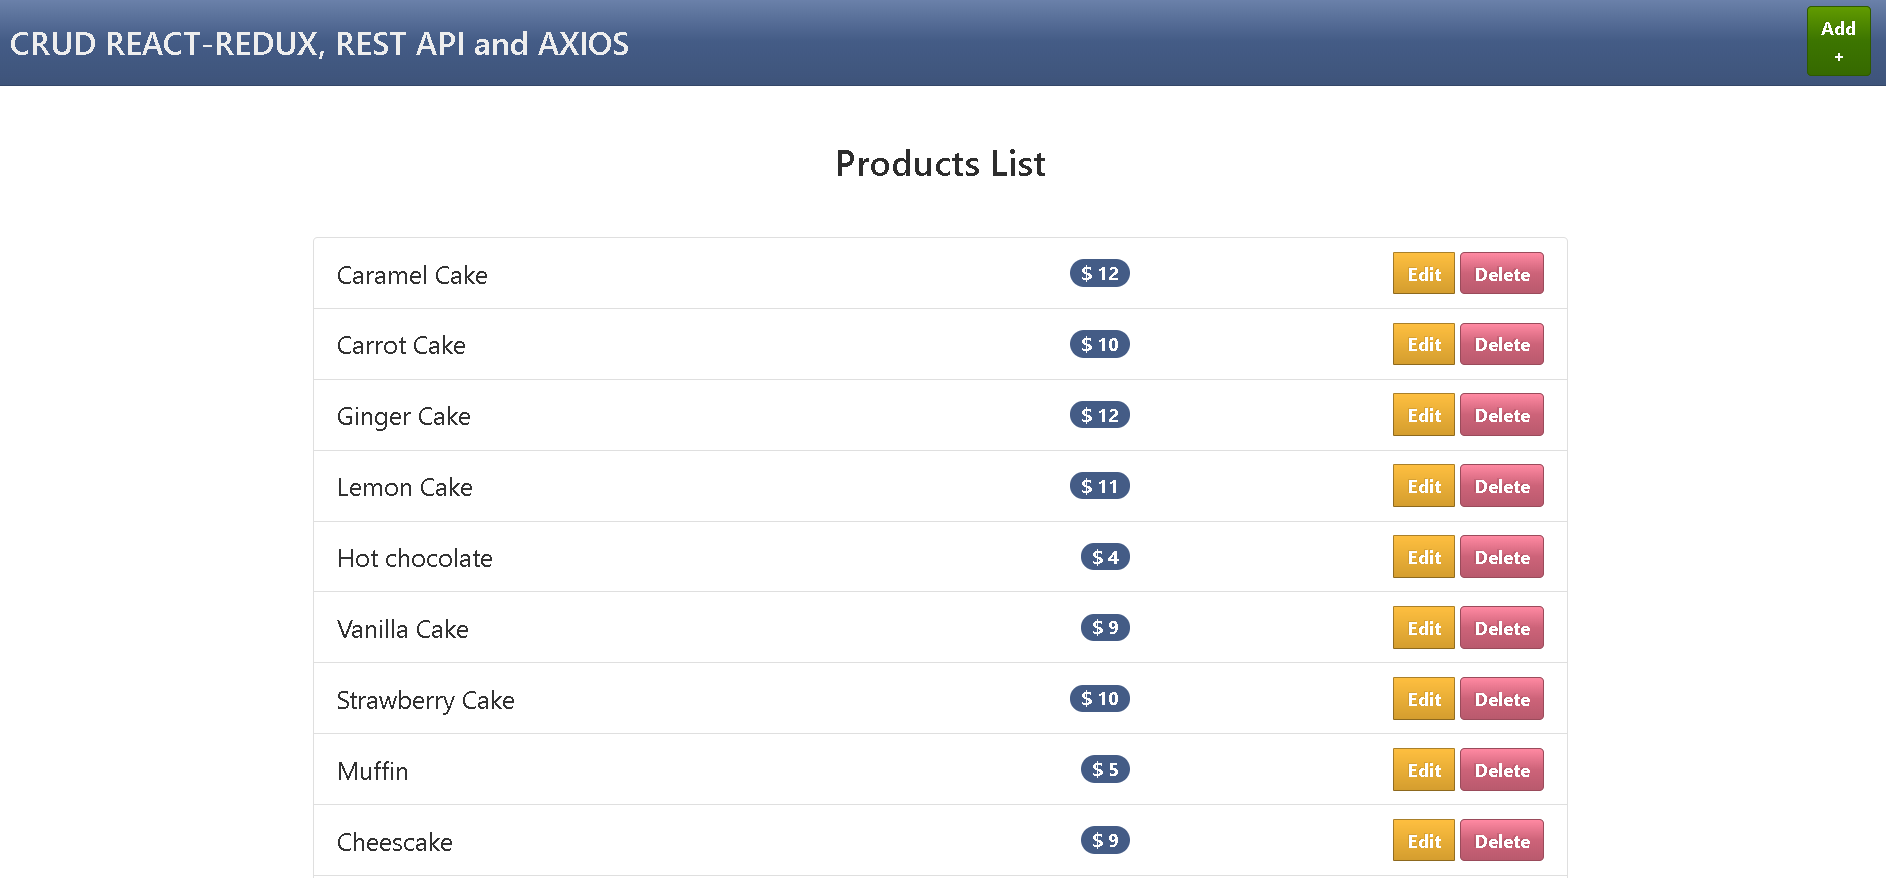 CRUD REACT-REDUX, REST API and AXIOS
Add
+
Products List
Caramel Cake $ 12 Edit Delete
Carrot Cake $ 10 Edit Delete
Ginger Cake $ 12 Edit Delete
Lemon Cake $ 11 Edit Delete
Hot chocolate $ 4 Edit Delete
Vanilla Cake $ 9 Edit Delete
Strawberry Cake $ 10 Edit Delete
Muffin $ 5 Edit Delete
Cheescake $ 9 Edit Delete